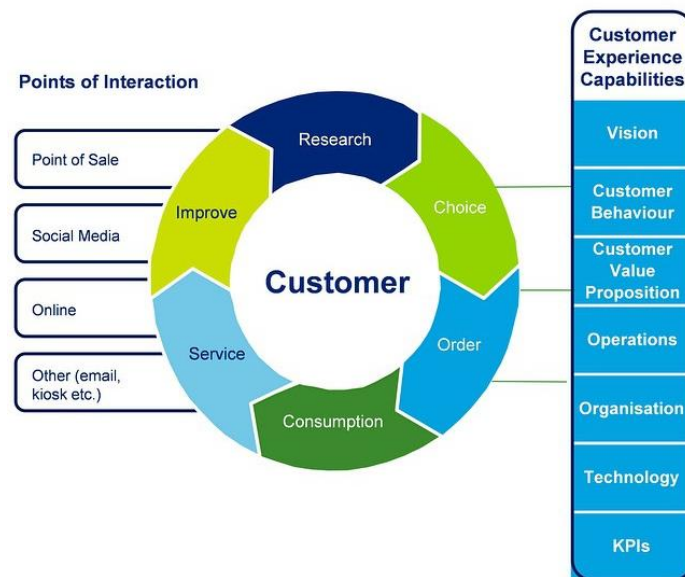 Points of Interaction
Point of Sale
Social Media
Online
Other (email,
kiosk etc.)
Research
Choice
Order
Consumption
Service
Improve
Customer
Customer
Experience
Capabilities
Vision
Customer
Behaviour
Customer
Value
Proposition
Operations
Organisation
Technology
KPIs